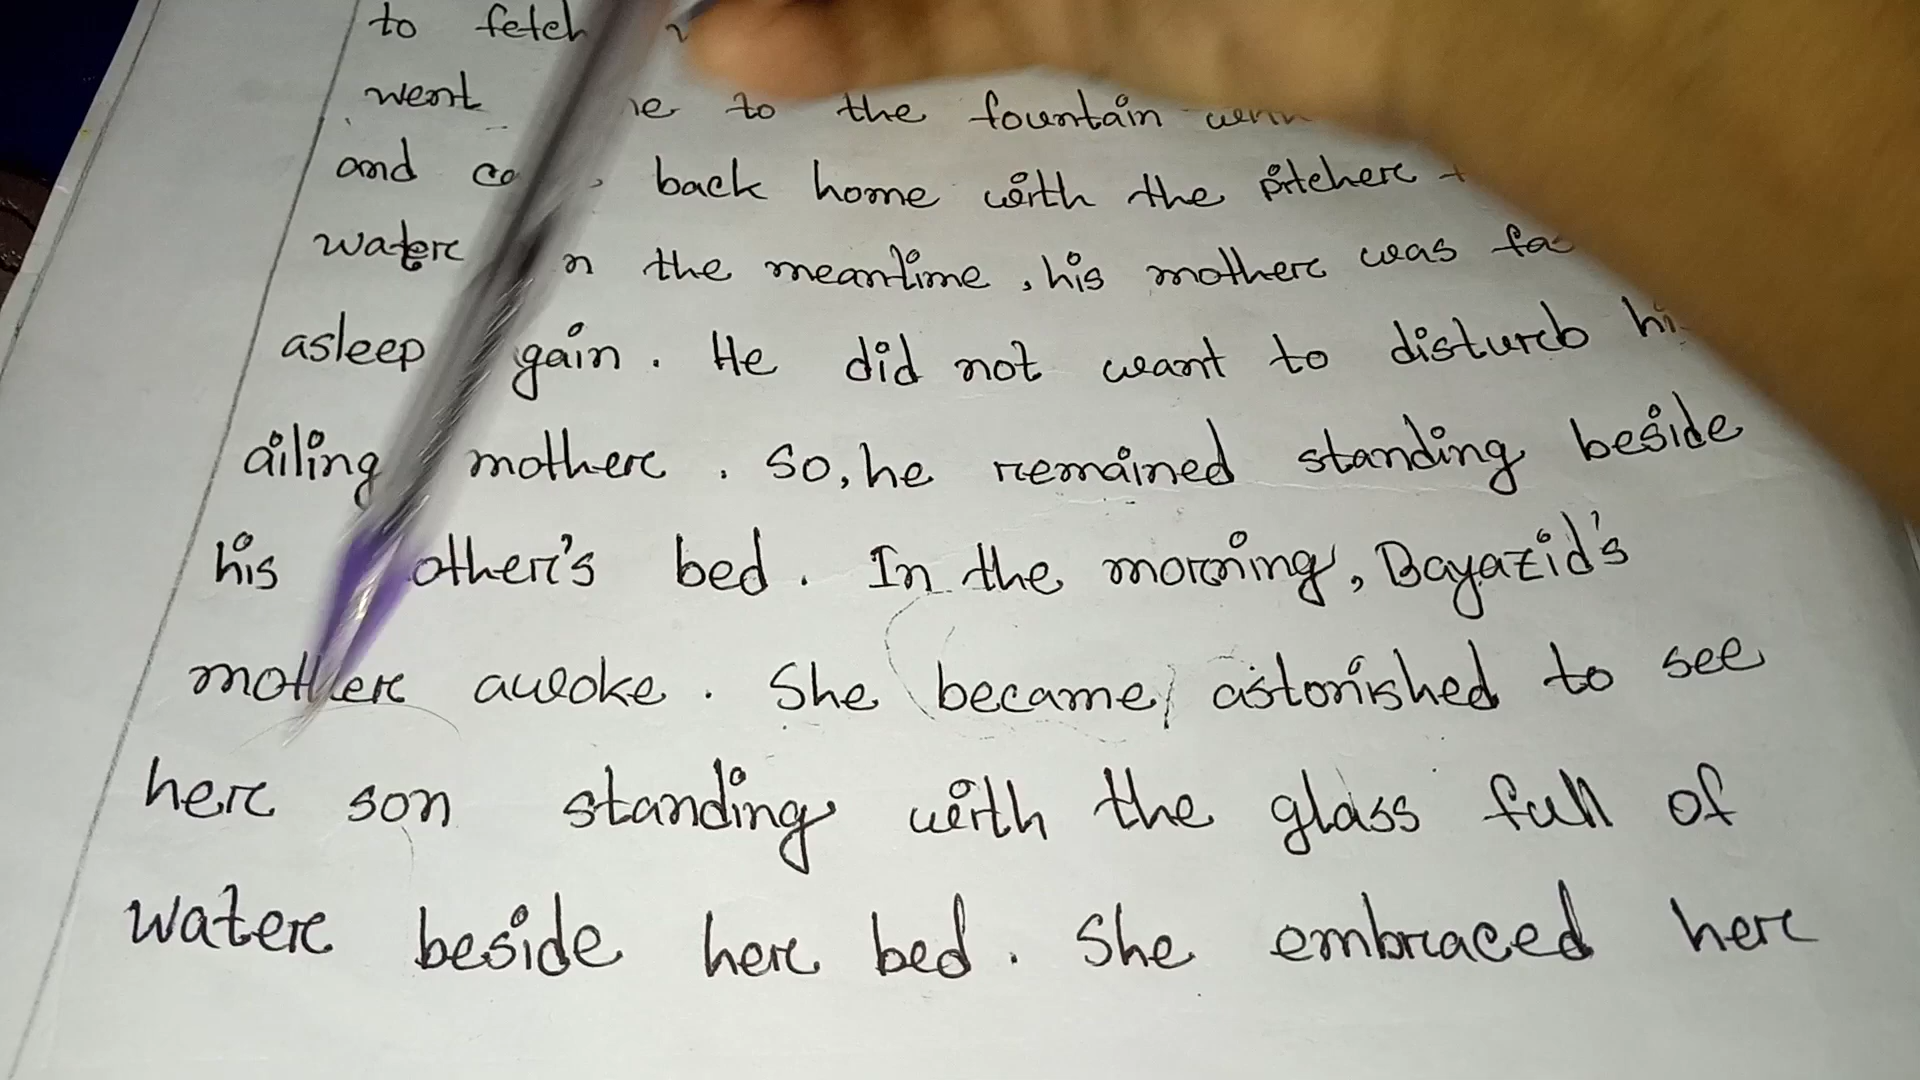 to fetch
went to the fountain
and back home with the pitcher
water the meantime, his mother was
asleep . He did not want to disturb
ailing mother . So, he remained standing beside
his bed . In the morning, Bayazid's
mother awoke . She became astonished to see
her son standing with the glass full of
water beside her bed . She embraced her